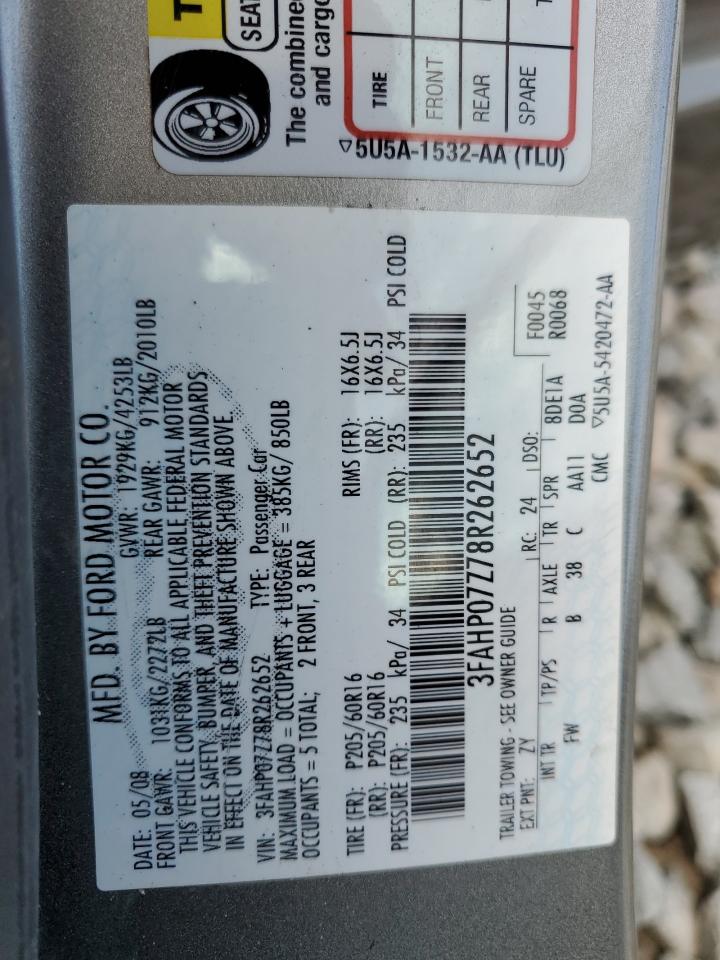 T
SEAT
The combine
and cargo
TIRE
FRONT
REAR
SPARE
▽5U5A-1532-AA (TLU)
MFD. BY FORD MOTOR CO.
DATE: 05/08 GVWR: 1929KG/4253LB
FRONT GAWR: 1031KG/2272LB REAR GAWR: 912KG/2010LB
THIS VEHICLE CONFORMS TO ALL APPLICABLE FEDERAL MOTOR
VEHICLE SAFETY, BUMPER, AND THEFT PREVENTION STANDARDS
IN EFFECT ON THE DATE OF MANUFACTURE SHOWN ABOVE.
VIN: 3FAHP07Z78R262652 TYPE: Passenger Car
MAXIMUM LOAD = OCCUPANTS + LUGGAGE = 385KG/ 850LB
OCCUPANTS = 5 TOTAL; 2 FRONT, 3 REAR
TIRE (FR): P205/60R16 RIMS (FR): 16X6.5J
(RR): P205/60R16 (RR): 16X6.5J
PRESSURE (FR): 235 kPa/ 34 PSI COLD (RR): 235 kPa/ 34 PSI COLD
3FAHP07Z78R262652
TRAILER TOWING - SEE OWNER GUIDE
EXT PNT: ZY RC: 24 DSO: F0045
R0068
INT TR TP/PS R AXLE TR SPR 8DE1A
FW B 38 C AA11 D0A
CMC ▽5U5A-5420472-AA